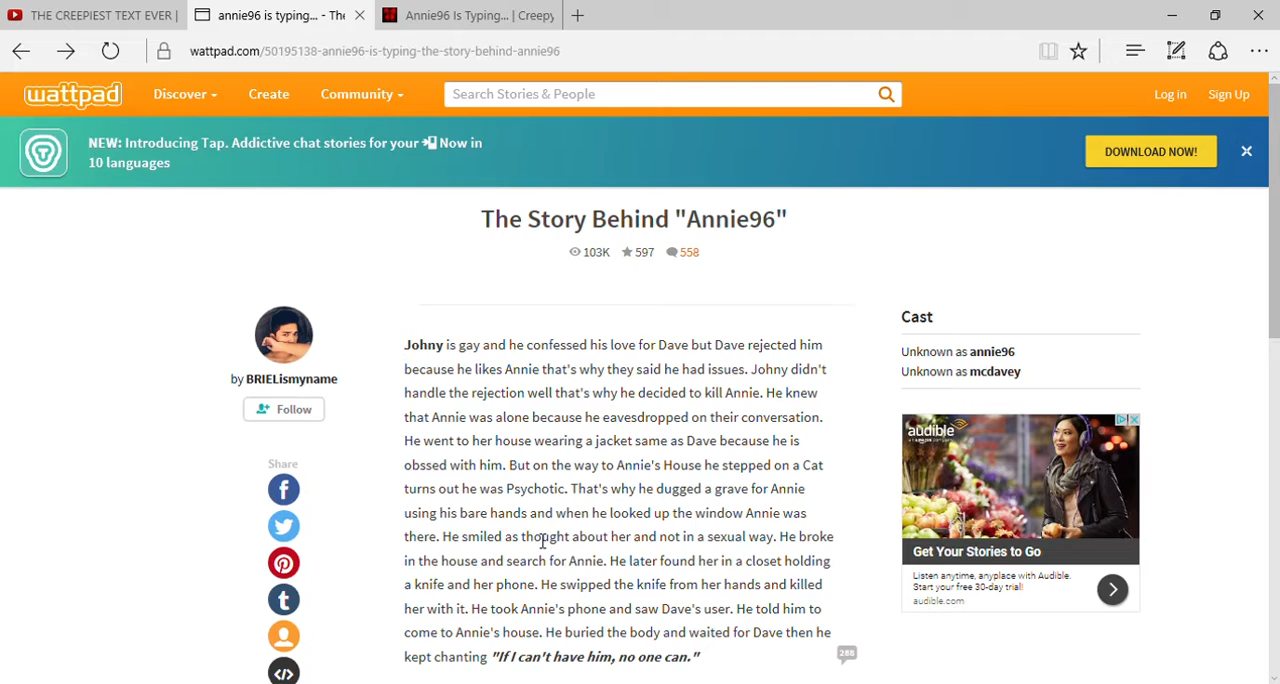 THE CREEPIEST TEXT EVER |
annie96 is typing... - The
Annie96 Is Typing... | Creepy
wattpad.com/50195138-annie96-is-typing-the-story-behind-annie96
wattpad
Discover
Create
Community
Search Stories & People
Log in
Sign Up
NEW: Introducing Tap. Addictive chat stories for your 📲 Now in
10 languages
DOWNLOAD NOW!
The Story Behind "Annie96"
103K
597
558
by BRIELismyname
Follow
Share
Johny is gay and he confessed his love for Dave but Dave rejected him
because he likes Annie that's why they said he had issues. Johny didn't
handle the rejection well that's why he decided to kill Annie. He knew
that Annie was alone because he eavesdropped on their conversation.
He went to her house wearing a jacket same as Dave because he is
obssed with him. But on the way to Annie's House he stepped on a Cat
turns out he was Psychotic. That's why he dugged a grave for Annie
using his bare hands and when he looked up the window Annie was
there. He smiled as thought about her and not in a sexual way. He broke
in the house and search for Annie. He later found her in a closet holding
a knife and her phone. He swipped the knife from her hands and killed
her with it. He took Annie's phone and saw Dave's user. He told him to
come to Annie's house. He buried the body and waited for Dave then he
kept chanting "If I can't have him, no one can."
288
Cast
Unknown as annie96
Unknown as mcdavey
audible
Get Your Stories to Go
Listen anytime, anyplace with Audible.
Start your free 30-day trial!
audible.com